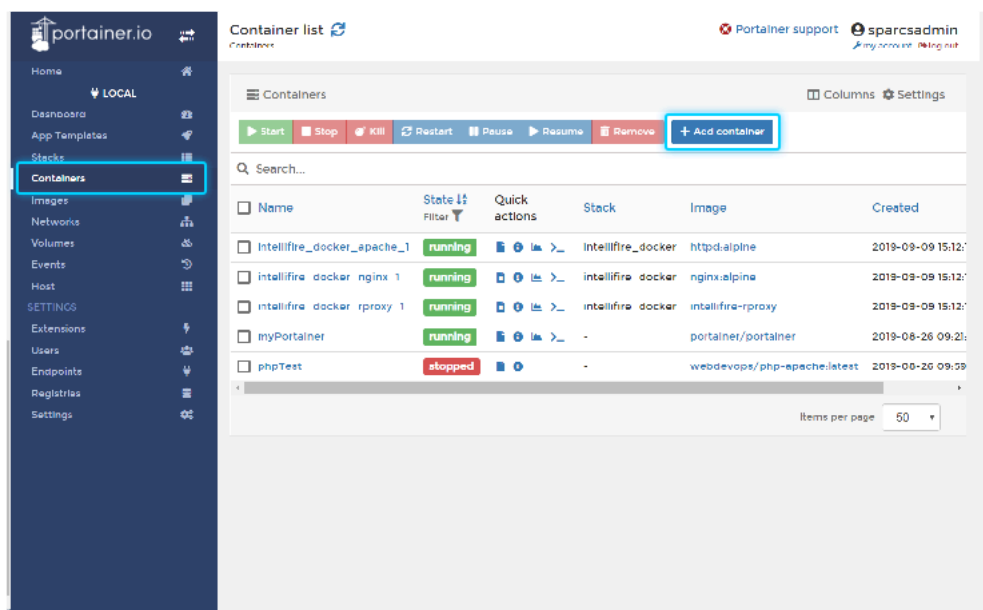 portainer.io
Container list
Containers
Portainer support
sparcsadmin
my account log out
Home
LOCAL
Dashboard
App Templates
Stacks
Containers
Images
Networks
Volumes
Events
Host
SETTINGS
Extensions
Users
Endpoints
Registries
Settings
Containers
Columns Settings
Start Stop Kill Restart Pause Resume Remove + Add container
Search...
Name State Filter Quick actions Stack Image Created
intellifire_docker_apache_1 running intellifire_docker httpd:alpine 2019-09-09 15:12:
intellifire_docker_nginx_1 running intellifire_docker nginx:alpine 2019-09-09 15:12:
intellifire_docker_rproxy_1 running intellifire_docker intellifire-rproxy 2019-09-09 15:12:
myPortainer running - portainer/portainer 2019-08-26 09:21:
phpTest stopped - webdevops/php-apache:latest 2019-08-26 09:59
Items per page 50